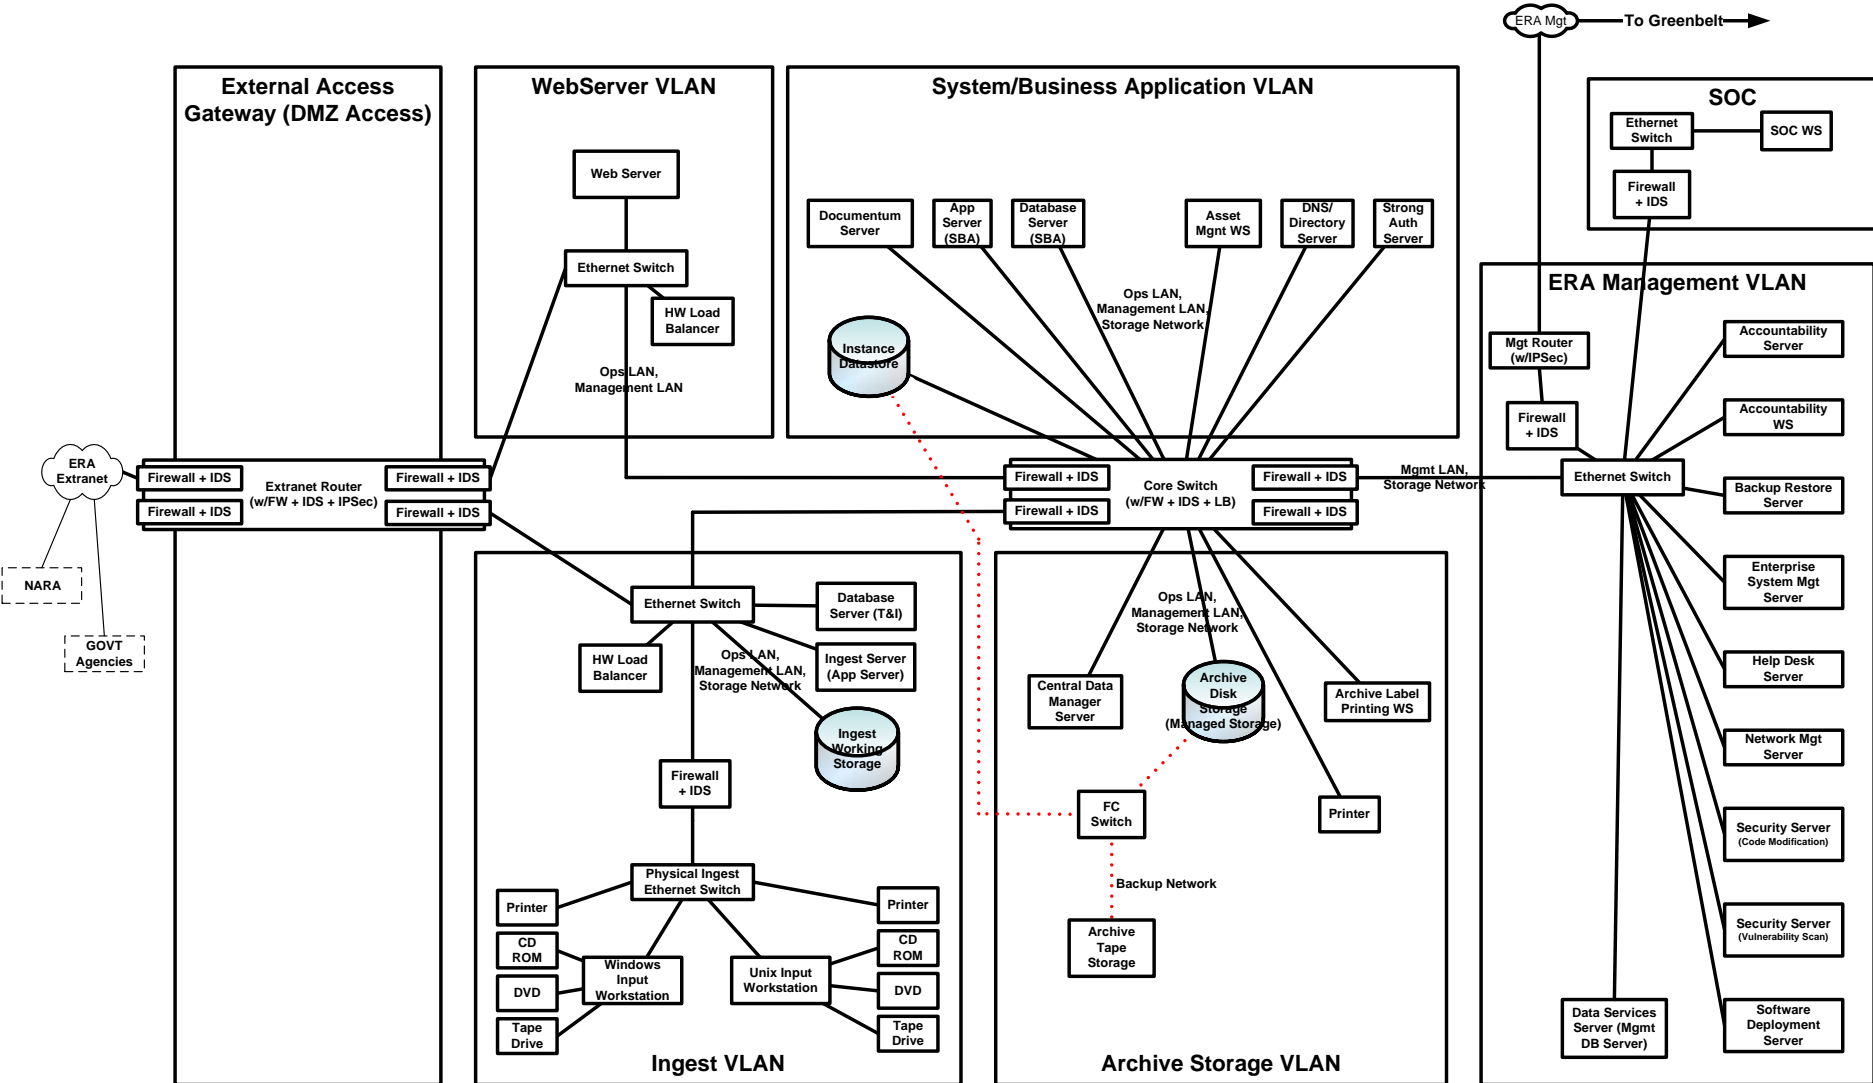 ERA Mgt
To Greenbelt
External Access
Gateway (DMZ Access)
WebServer VLAN
System/Business Application VLAN
SOC
Ethernet
Switch
SOC WS
Firewall
+ IDS
Web Server
Ethernet Switch
HW Load
Balancer
Ops LAN,
Management LAN
Documentum
Server
App
Server
(SBA)
Database
Server
(SBA)
Asset
Mgnt WS
DNS/
Directory
Server
Strong
Auth
Server
Ops LAN,
Management LAN,
Storage Network
Instance
Datastore
ERA Management VLAN
Mgt Router
(w/IPSec)
Firewall
+ IDS
Ethernet Switch
Accountability
Server
Accountability
WS
Backup Restore
Server
Enterprise
System Mgt
Server
Help Desk
Server
Network Mgt
Server
Security Server
(Code Modification)
Security Server
(Vulnerability Scan)
Software
Deployment
Server
Data Services
Server (Mgmt
DB Server)
ERA
Extranet
NARA
GOVT
Agencies
Firewall + IDS
Firewall + IDS
Extranet Router
(w/FW + IDS + IPSec)
Firewall + IDS
Firewall + IDS
Firewall + IDS
Firewall + IDS
Core Switch
(w/FW + IDS + LB)
Firewall + IDS
Firewall + IDS
Mgmt LAN,
Storage Network
Ethernet Switch
Database
Server (T&I)
HW Load
Balancer
Ops LAN,
Management LAN,
Storage Network
Ingest Server
(App Server)
Ingest
Working
Storage
Firewall
+ IDS
Physical Ingest
Ethernet Switch
Printer
CD
ROM
DVD
Tape
Drive
Windows
Input
Workstation
Unix Input
Workstation
Printer
CD
ROM
DVD
Tape
Drive
Ingest VLAN
Ops LAN,
Management LAN,
Storage Network
Central Data
Manager
Server
Archive
Disk
Storage
(Managed Storage)
Archive Label
Printing WS
FC
Switch
Printer
Backup Network
Archive
Tape
Storage
Archive Storage VLAN